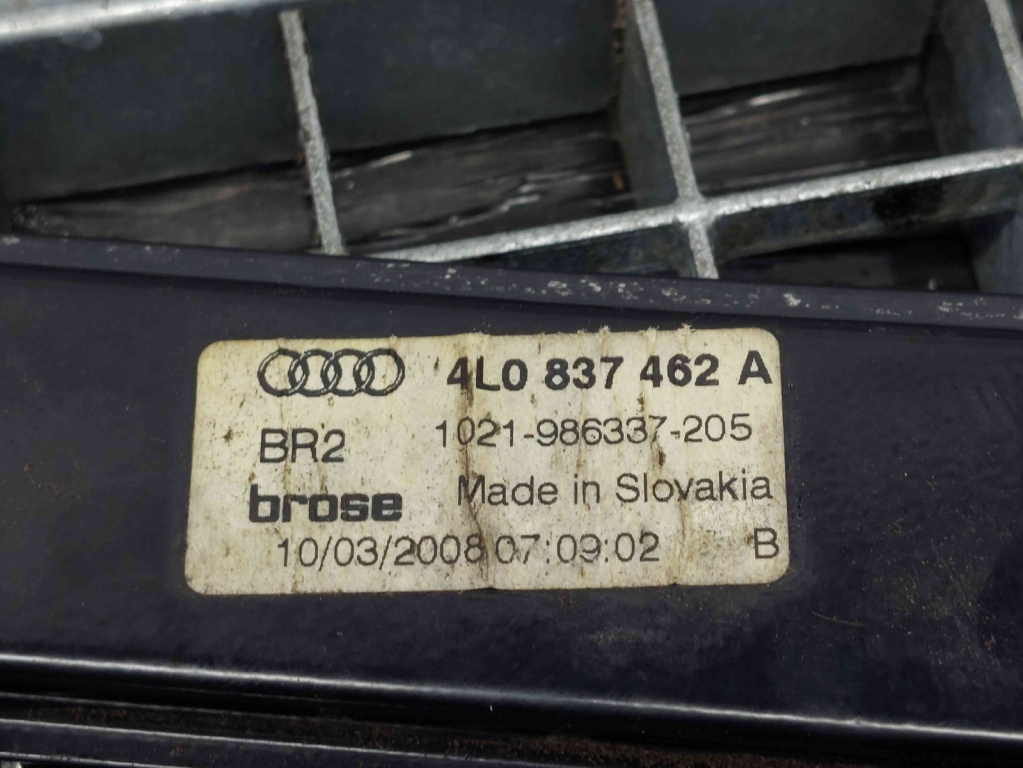 4L0 837 462 A
BR2 1021-986337-205
brose Made in Slovakia
10/03/2008 07:09:02 B